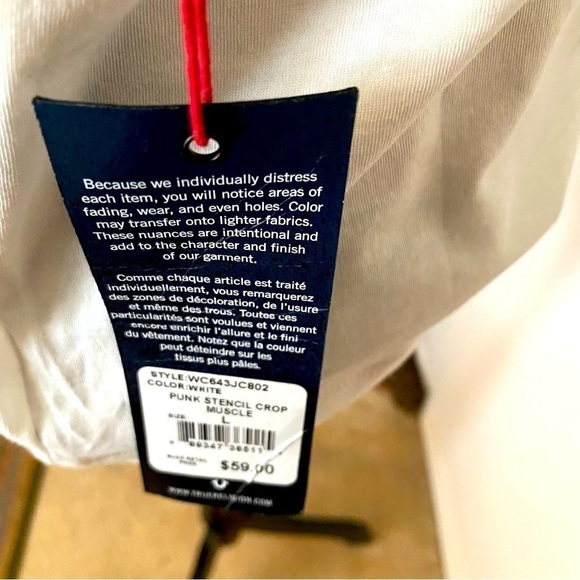 Because we individually distress
each item, you will notice areas of
fading, wear, and even holes. Color
may transfer onto lighter fabrics.
These nuances are intentional and
add to the character and finish
of our garment.
Comme chaque article est traité
individuellement, vous remarquerez
des zones de décoloration, de l'usure
et même des trous. Toutes ces
particularités sont voulues et viennent
encore enrichir l'allure et le fini
du vêtement. Notez que la couleur
peut déteindre sur les
tissus plus pâles.
STYLE:WC643JC802
COLOR:WHITE
PUNK STENCIL CROP
MUSCLE
SIZE:
L
$59.00
WWW.TRUERELIGION.COM